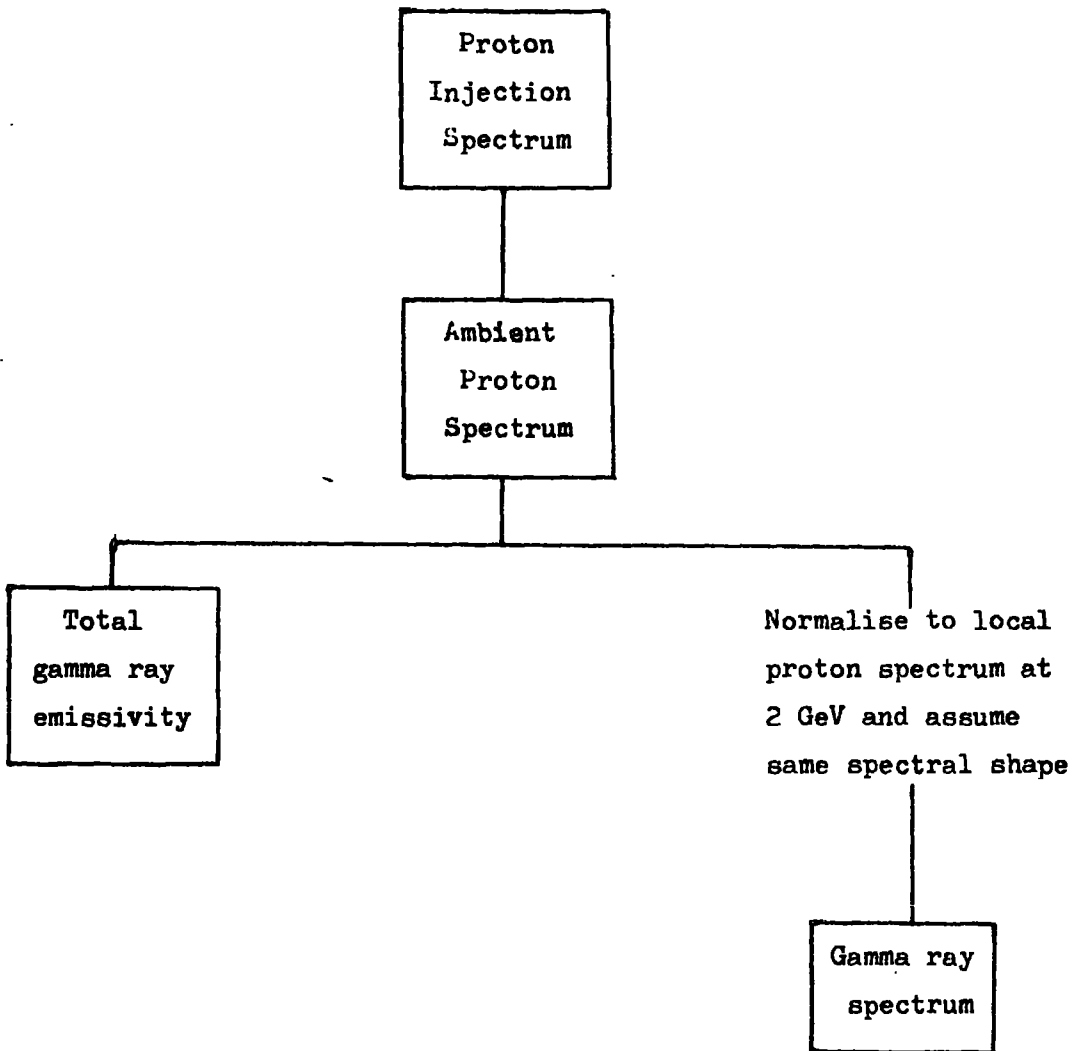 Proton
Injection
Spectrum
Ambient
Proton
Spectrum
Total
gamma ray
emissivity
Normalise to local
proton spectrum at
2 GeV and assume
same spectral shape
Gamma ray
spectrum